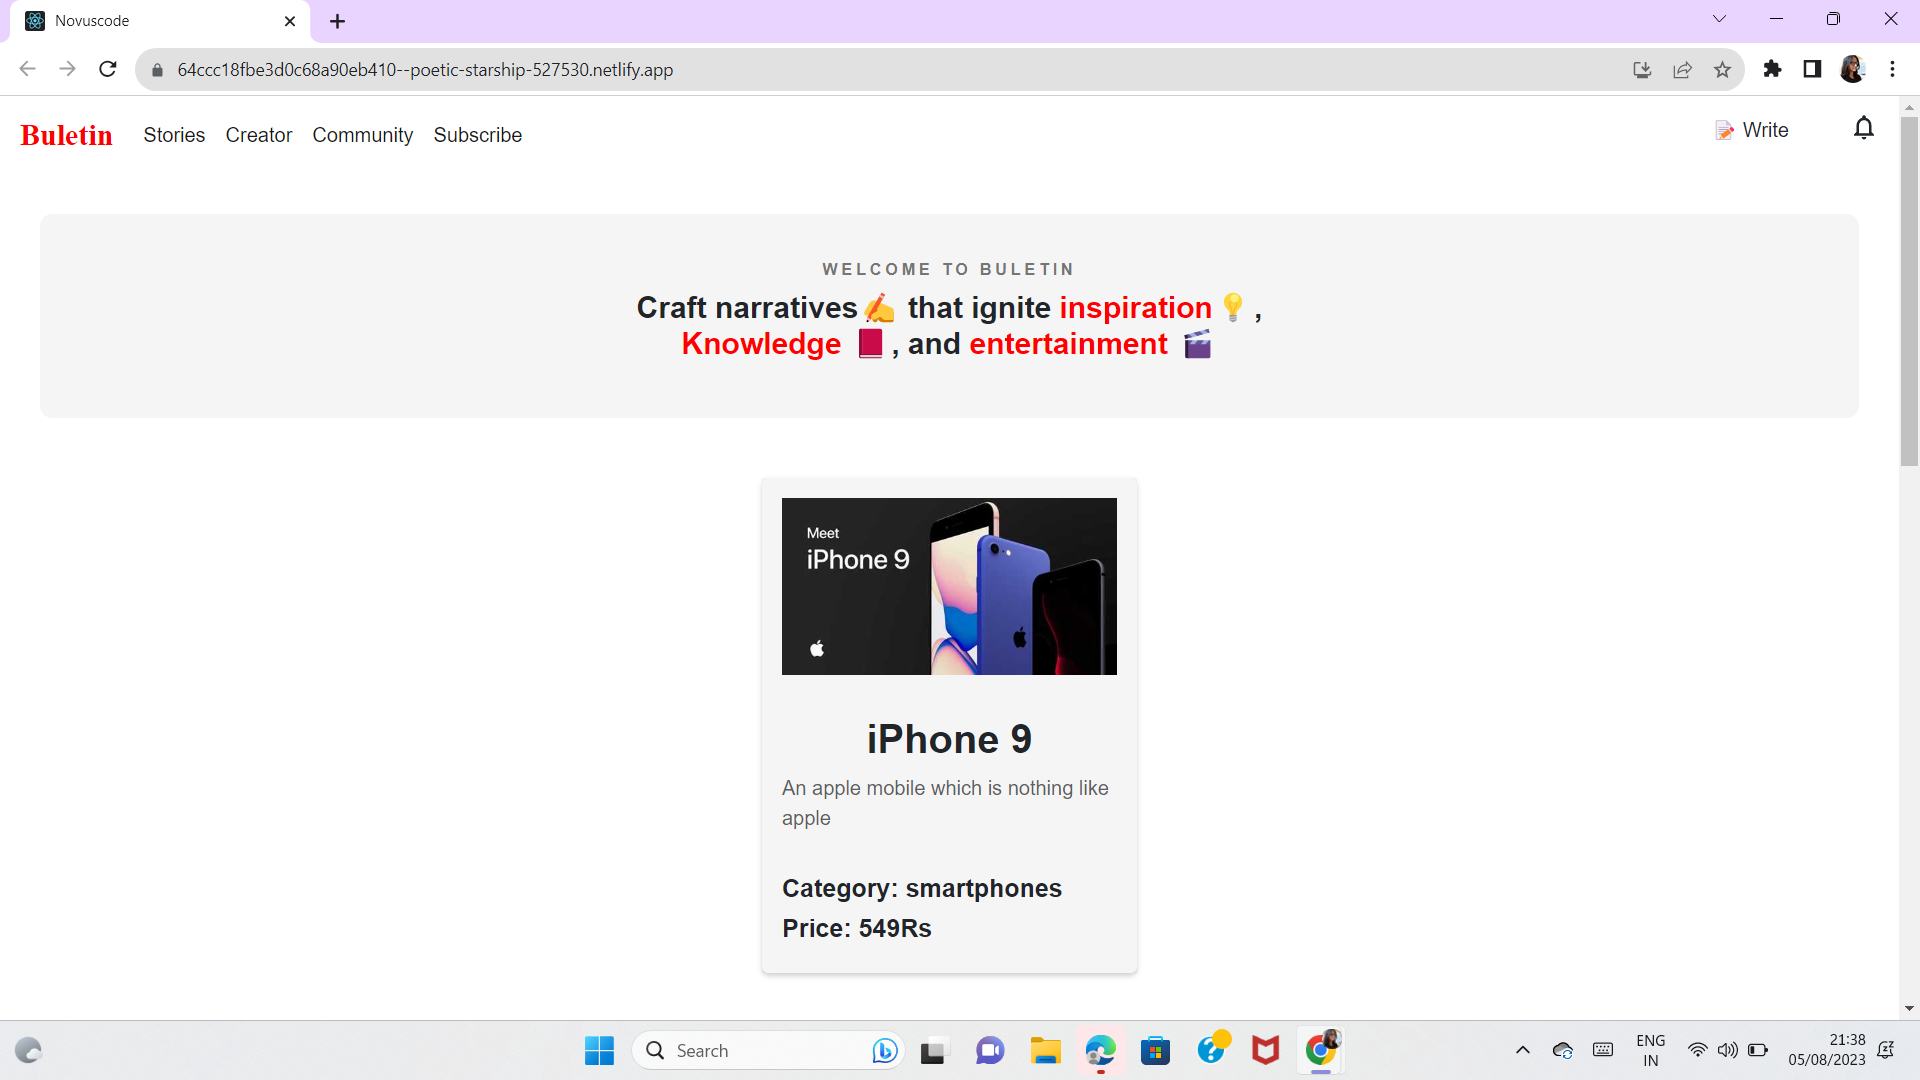 Novuscode
64ccc18fbe3d0c68a90eb410--poetic-starship-527530.netlify.app
Buletin Stories Creator Community Subscribe 📝 Write
WELCOME TO BULETIN
Craft narratives✍️ that ignite inspiration💡,
Knowledge 📕, and entertainment 🎬
Meet
iPhone 9
iPhone 9
An apple mobile which is nothing like
apple
Category: smartphones
Price: 549Rs
Search
ENG
IN
21:38
05/08/2023